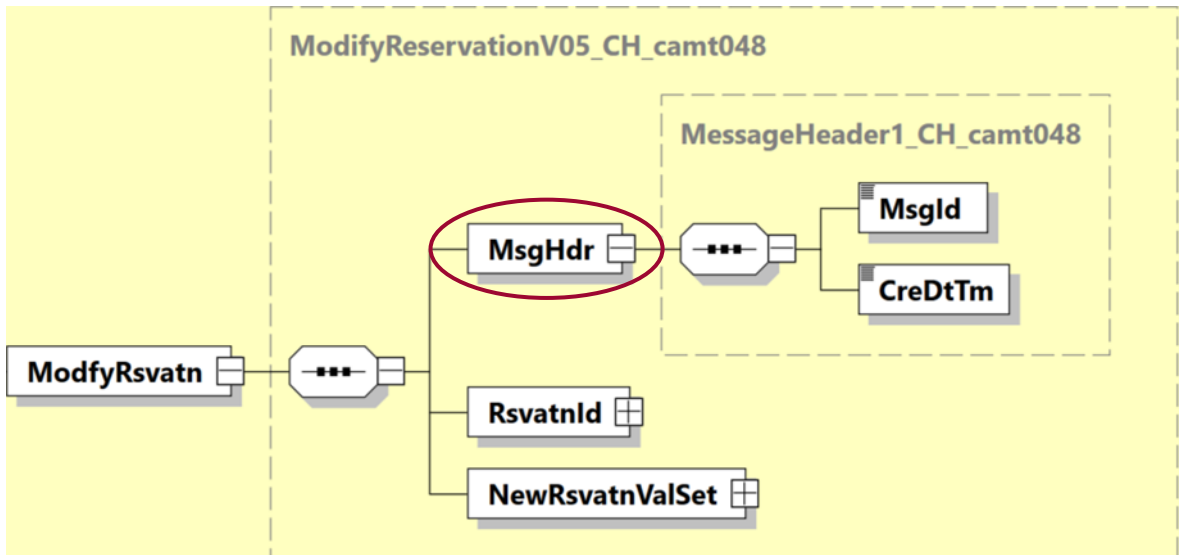 ModifyReservationV05_CH_camt048
MessageHeader1_CH_camt048
MsgId
MsgHdr
CreDtTm
ModfyRsvatn
RsvatnId
NewRsvatnValSet